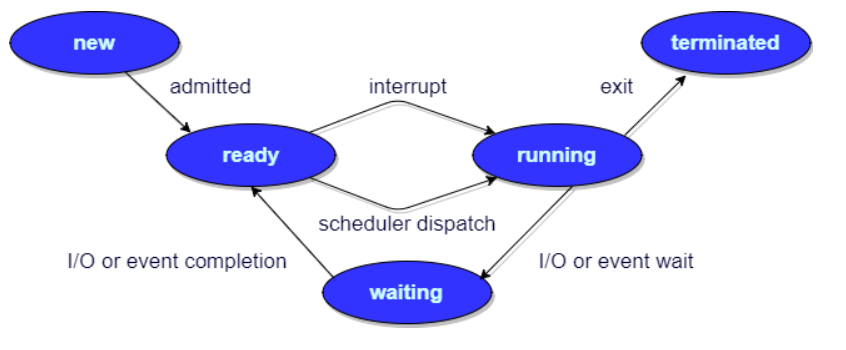 new
terminated
admitted
interrupt
exit
ready
running
scheduler dispatch
I/O or event completion
I/O or event wait
waiting